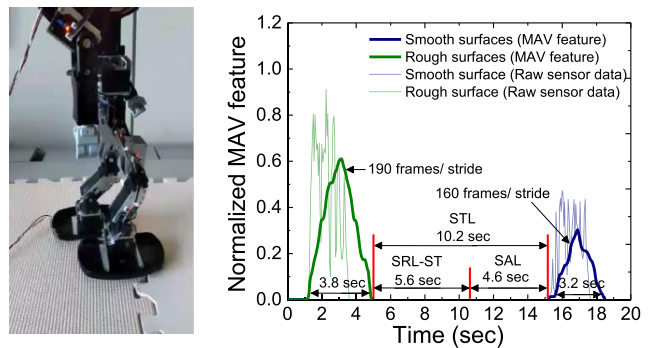 1.2
1.0
0.8
0.6
0.4
0.2
0.0
Normalized MAV feature
Smooth surfaces (MAV feature)
Rough surfaces (MAV feature)
Smooth surface (Raw sensor data)
Rough surface (Raw sensor data)
190 frames/ stride
160 frames/ stride
STL
10.2 sec
SRL-ST
5.6 sec
SAL
4.6 sec
3.8 sec
3.2 sec
0 2 4 6 8 10 12 14 16 18 20
Time (sec)